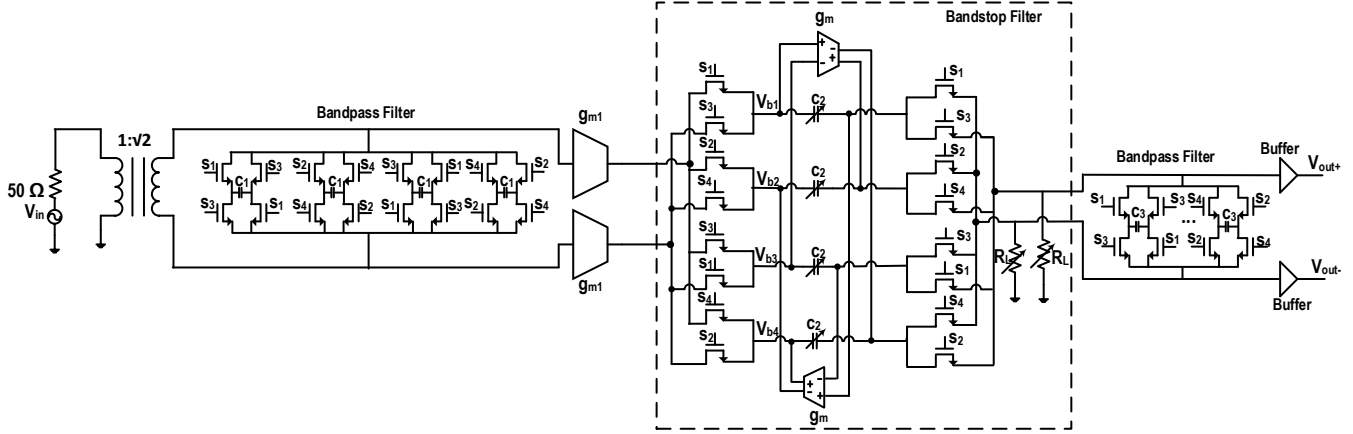 Bandstop Filter
gm
S1
S3
S2
S4
S3
S1
S4
S2
Vb1
Vb2
Vb3
Vb4
C2
C2
C2
C2
gm
S1
S3
S2
S4
S3
S1
S4
S2
RL
RL
1:√2
50 Ω
Vin
Bandpass Filter
S1 S3 S2 S4 S3 S1 S4 S2
C1 C1 C1 C1
S3 S1 S4 S2 S1 S3 S2 S4
gm1
gm1
Bandpass Filter
S1 S4 S2
C3 ... C3
S3 S1 S2 S4
S3
Buffer
Vout+
Vout-
Buffer